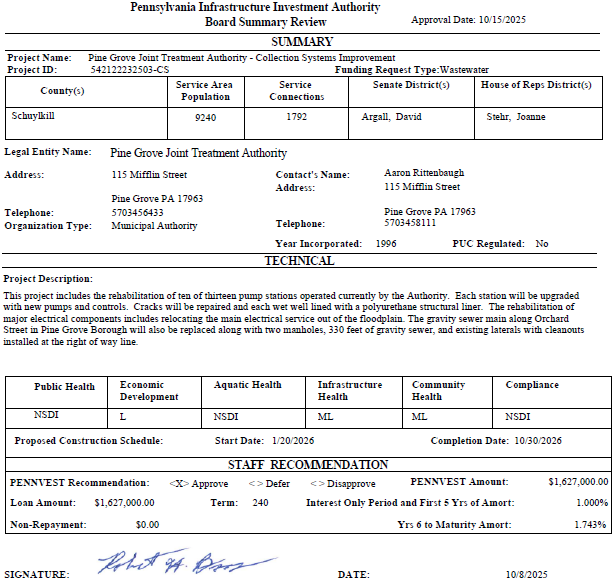 Pennsylvania Infrastructure Investment Authority
Board Summary Review
Approval Date: 10/15/2025
SUMMARY
Project Name: Pine Grove Joint Treatment Authority - Collection Systems Improvement
Project ID: 542122232503-CS Funding Request Type:Wastewater
County(s) Service Area Population Service Connections Senate District(s) House of Reps District(s)
Schuylkill 9240 1792 Argall, David Stehr, Joanne
Legal Entity Name: Pine Grove Joint Treatment Authority
Address: 115 Mifflin Street
Pine Grove PA 17963
Telephone: 5703456433
Organization Type: Municipal Authority
Contact's Name: Aaron Rittenbaugh
Address: 115 Mifflin Street
Pine Grove PA 17963
Telephone: 5703458111
Year Incorporated: 1996 PUC Regulated: No
TECHNICAL
Project Description:
This project includes the rehabilitation of ten of thirteen pump stations operated currently by the Authority. Each station will be upgraded
with new pumps and controls. Cracks will be repaired and each wet well lined with a polyurethane structural liner. The rehabilitation of
major electrical components includes relocating the main electrical service out of the floodplain. The gravity sewer main along Orchard
Street in Pine Grove Borough will also be replaced along with two manholes, 330 feet of gravity sewer, and existing laterals with cleanouts
installed at the right of way line.
Public Health Economic Development Aquatic Health Infrastructure Health Community Health Compliance
NSDI L NSDI ML ML NSDI
Proposed Construction Schedule: Start Date: 1/20/2026 Completion Date: 10/30/2026
STAFF RECOMMENDATION
PENNVEST Recommendation: <X> Approve < > Defer < > Disapprove PENNVEST Amount: $1,627,000.00
Loan Amount: $1,627,000.00 Term: 240 Interest Only Period and First 5 Yrs of Amort: 1.000%
Non-Repayment: $0.00 Yrs 6 to Maturity Amort: 1.743%
SIGNATURE: DATE: 10/8/2025